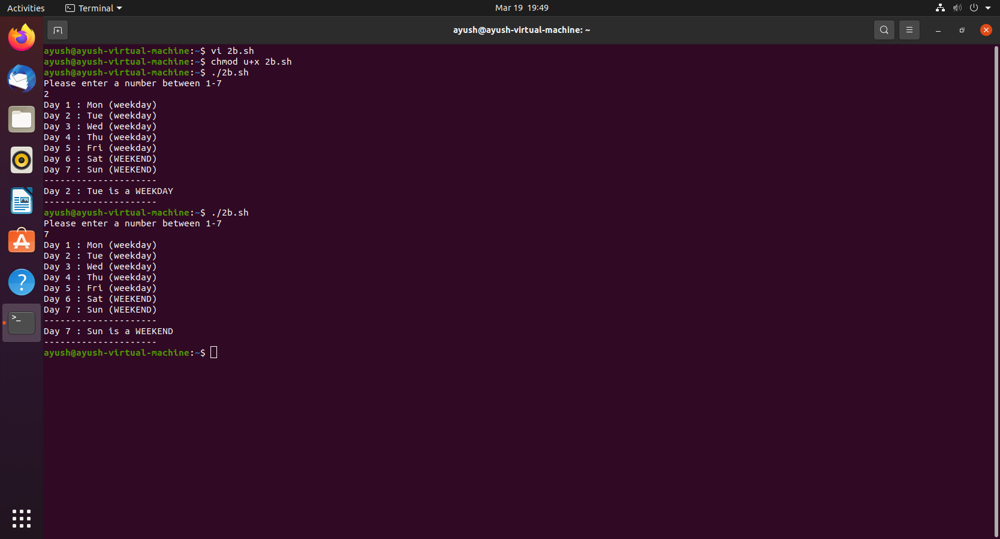 Activities
Terminal
Mar 19 19:49
ayush@ayush-virtual-machine: ~
ayush@ayush-virtual-machine:~$ vi 2b.sh
ayush@ayush-virtual-machine:~$ chmod u+x 2b.sh
ayush@ayush-virtual-machine:~$ ./2b.sh
Please enter a number between 1-7
2
Day 1 : Mon (weekday)
Day 2 : Tue (weekday)
Day 3 : Wed (weekday)
Day 4 : Thu (weekday)
Day 5 : Fri (weekday)
Day 6 : Sat (WEEKEND)
Day 7 : Sun (WEEKEND)
---------------------
Day 2 : Tue is a WEEKDAY
---------------------
ayush@ayush-virtual-machine:~$ ./2b.sh
Please enter a number between 1-7
7
Day 1 : Mon (weekday)
Day 2 : Tue (weekday)
Day 3 : Wed (weekday)
Day 4 : Thu (weekday)
Day 5 : Fri (weekday)
Day 6 : Sat (WEEKEND)
Day 7 : Sun (WEEKEND)
---------------------
Day 7 : Sun is a WEEKEND
---------------------
ayush@ayush-virtual-machine:~$